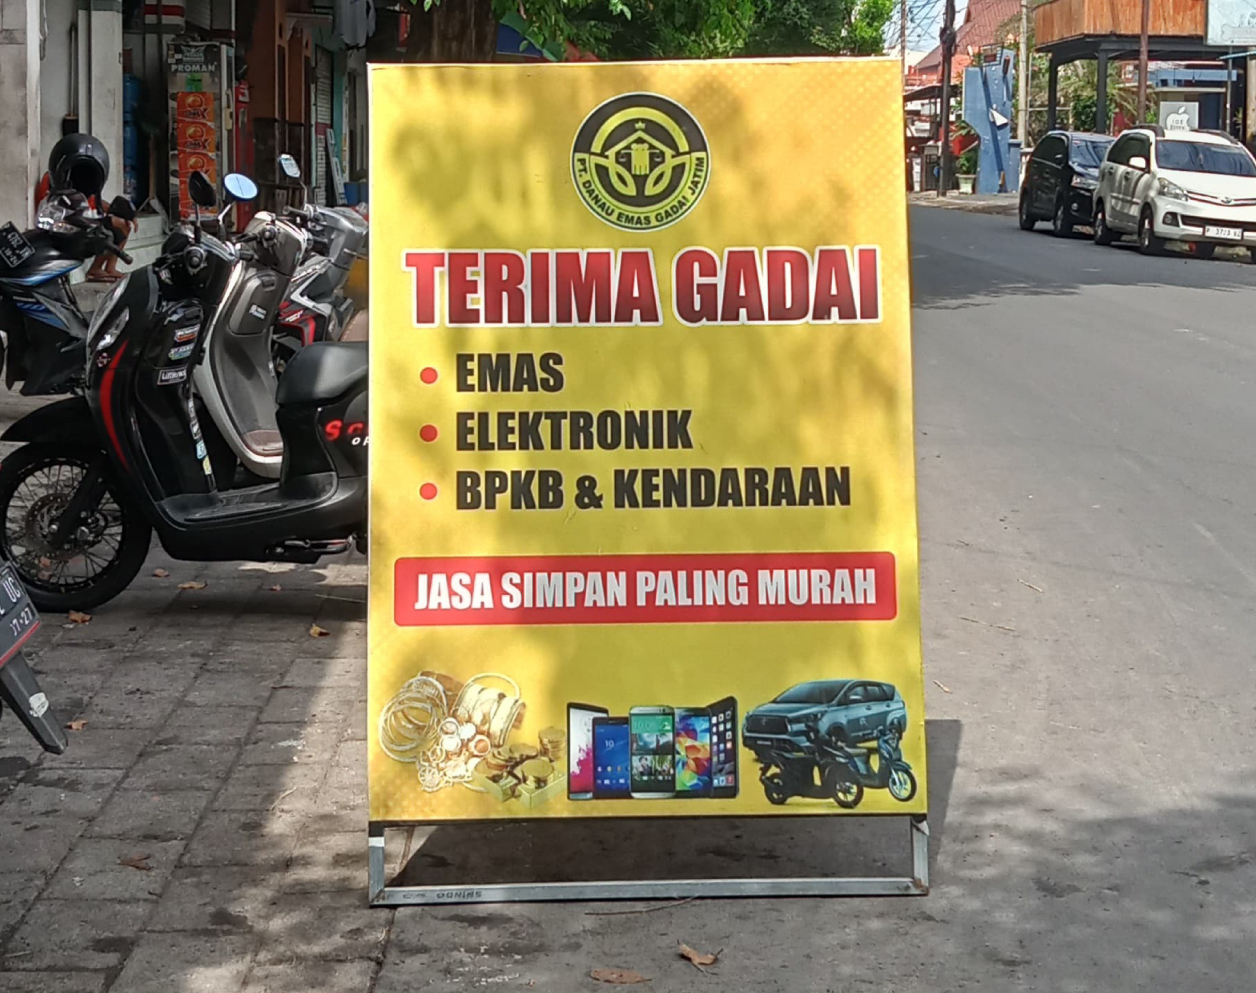 PROMAN
PT. DANAU EMAS GADAI JATIM
TERIMA GADAI
EMAS
ELEKTRONIK
BPKB & KENDARAAN
JASA SIMPAN PALING MURAH